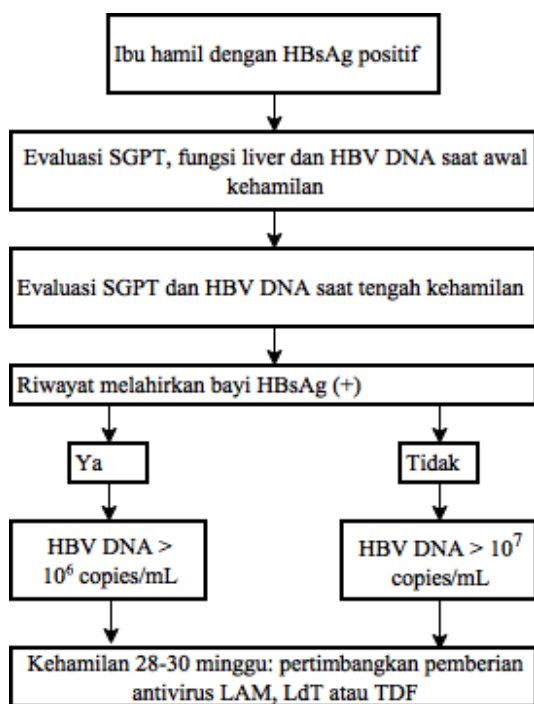 Ibu hamil dengan HBsAg positif
Evaluasi SGPT, fungsi liver dan HBV DNA saat awal
kehamilan
Evaluasi SGPT dan HBV DNA saat tengah kehamilan
Riwayat melahirkan bayi HBsAg (+)
Ya
Tidak
HBV DNA >
10⁶ copies/mL
HBV DNA > 10⁷
copies/mL
Kehamilan 28-30 minggu: pertimbangkan pemberian
antivirus LAM, LdT atau TDF